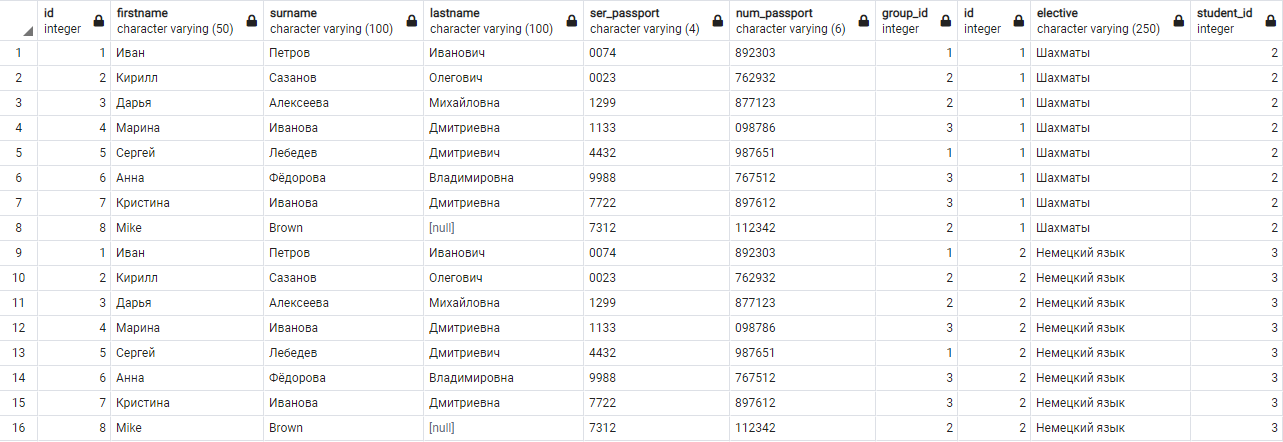 id firstname surname lastname ser_passport num_passport group_id id elective student_id
integer character varying (50) character varying (100) character varying (100) character varying (4) character varying (6) integer integer character varying (250) integer
1 1 Иван Петров Иванович 0074 892303 1 1 Шахматы 2
2 2 Кирилл Сазанов Олегович 0023 762932 2 1 Шахматы 2
3 3 Дарья Алексеева Михайловна 1299 877123 2 1 Шахматы 2
4 4 Марина Иванова Дмитриевна 1133 098786 3 1 Шахматы 2
5 5 Сергей Лебедев Дмитриевич 4432 987651 1 1 Шахматы 2
6 6 Анна Фёдорова Владимировна 9988 767512 3 1 Шахматы 2
7 7 Кристина Иванова Дмитриевна 7722 897612 3 1 Шахматы 2
8 8 Mike Brown [null] 7312 112342 2 1 Шахматы 2
9 1 Иван Петров Иванович 0074 892303 1 2 Немецкий язык 3
10 2 Кирилл Сазанов Олегович 0023 762932 2 2 Немецкий язык 3
11 3 Дарья Алексеева Михайловна 1299 877123 2 2 Немецкий язык 3
12 4 Марина Иванова Дмитриевна 1133 098786 3 2 Немецкий язык 3
13 5 Сергей Лебедев Дмитриевич 4432 987651 1 2 Немецкий язык 3
14 6 Анна Фёдорова Владимировна 9988 767512 3 2 Немецкий язык 3
15 7 Кристина Иванова Дмитриевна 7722 897612 3 2 Немецкий язык 3
16 8 Mike Brown [null] 7312 112342 2 2 Немецкий язык 3